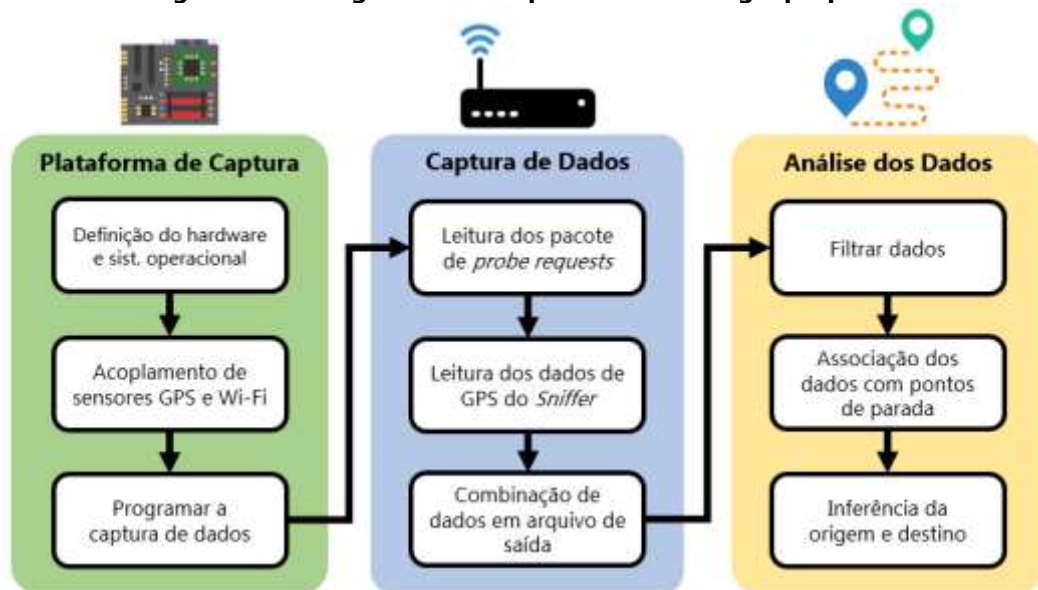 Plataforma de Captura
Definição do hardware
e sist. operacional
Acoplamento de
sensores GPS e Wi-Fi
Programar a
captura de dados
Captura de Dados
Leitura dos pacote
de probe requests
Leitura dos dados de
GPS do Sniffer
Combinação de
dados em arquivo de
saída
Análise dos Dados
Filtrar dados
Associação dos
dados com pontos
de parada
Inferência da
origem e destino